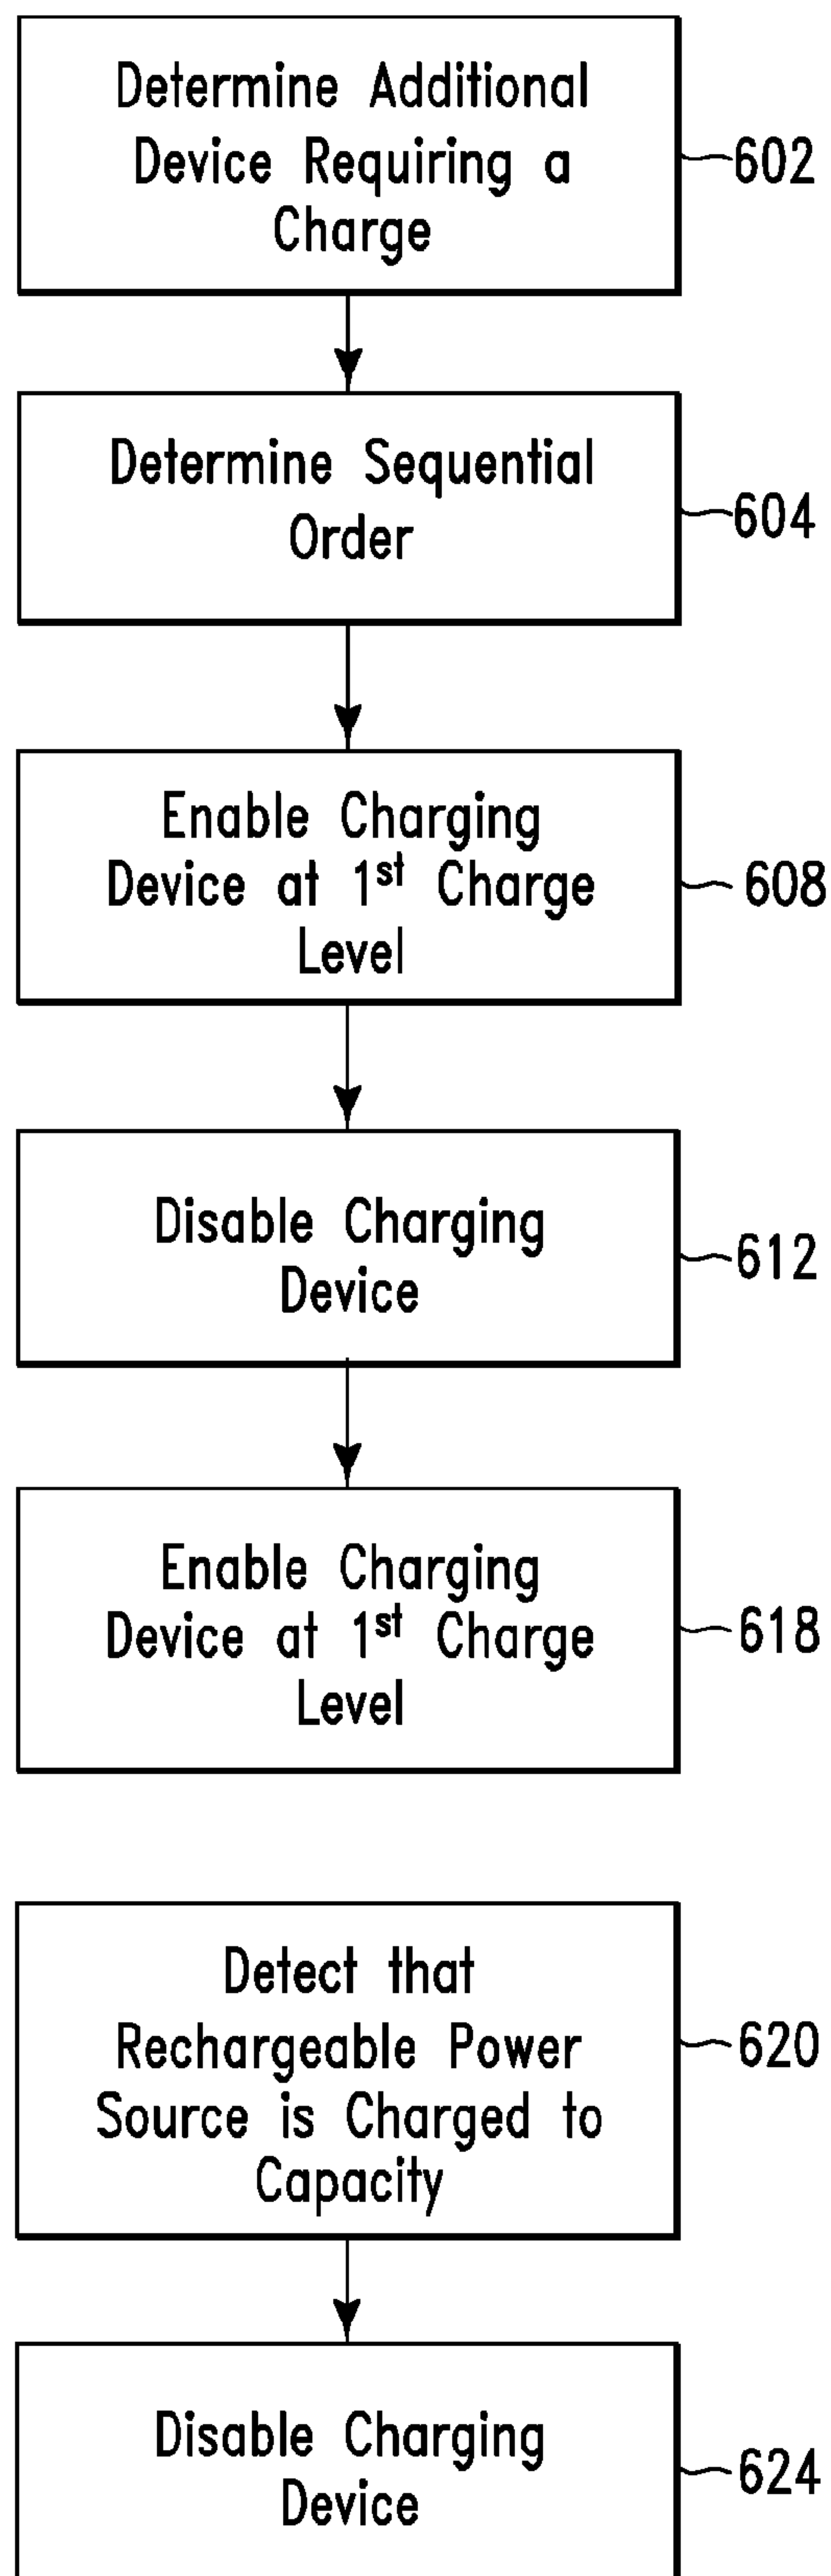 Determine Additional
Device Requiring a
Charge
602
Determine Sequential
Order
604
Enable Charging
Device at 1st Charge
Level
608
Disable Charging
Device
612
Enable Charging
Device at 1st Charge
Level
618
Detect that
Rechargeable Power
Source is Charged to
Capacity
620
Disable Charging
Device
624